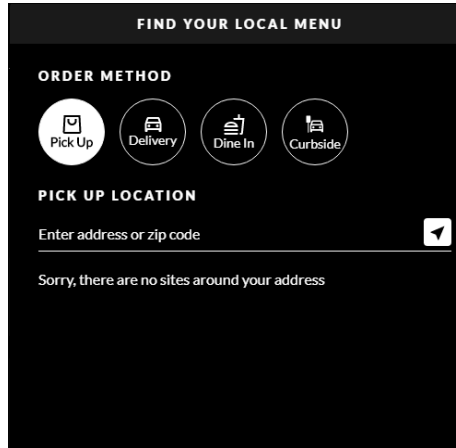 FIND YOUR LOCAL MENU
ORDER METHOD
Pick Up
Delivery
Dine In
Curbside
PICK UP LOCATION
Enter address or zip code
Sorry, there are no sites around your address